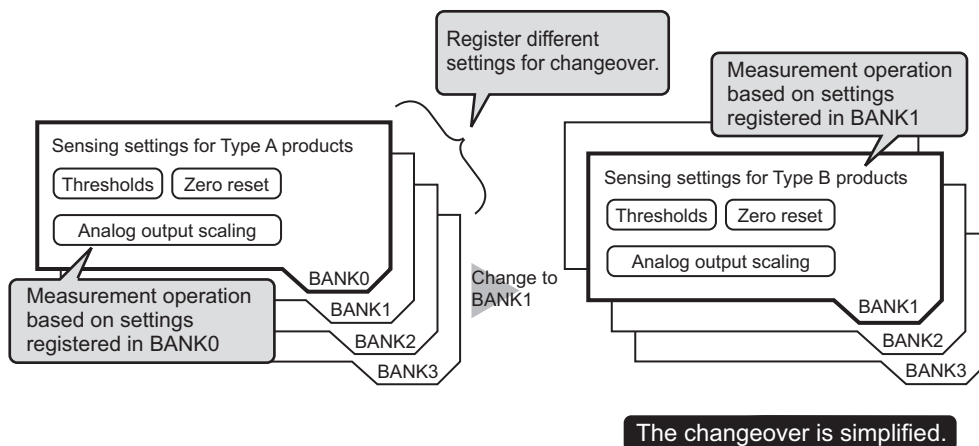 Register different
settings for changeover.
Sensing settings for Type A products
Thresholds
Zero reset
Analog output scaling
BANK0
BANK1
BANK2
BANK3
Measurement operation
based on settings
registered in BANK0
Change to
BANK1
Measurement operation
based on settings
registered in BANK1
Sensing settings for Type B products
Thresholds
Zero reset
Analog output scaling
BANK1
BANK2
BANK3
The changeover is simplified.